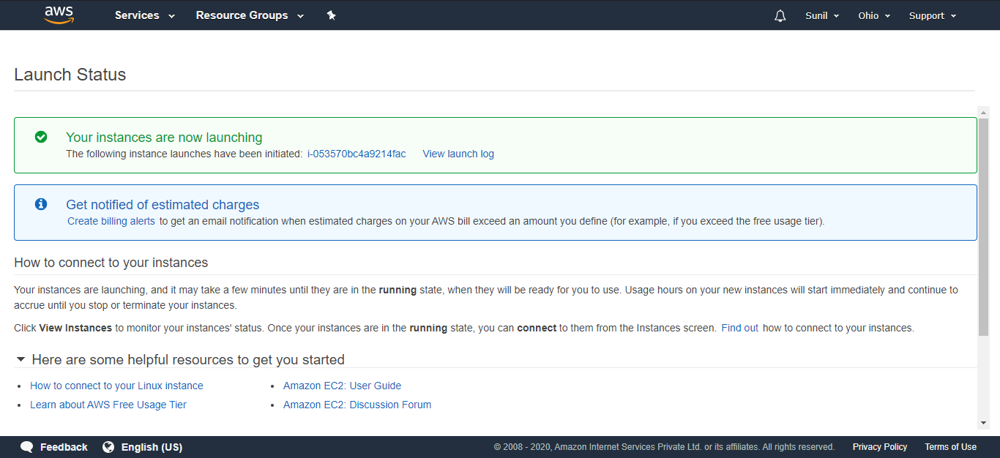 aws Services Resource Groups Sunil Ohio Support
Launch Status
Your instances are now launching
The following instance launches have been initiated: i-053570bc4a9214fac View launch log
Get notified of estimated charges
Create billing alerts to get an email notification when estimated charges on your AWS bill exceed an amount you define (for example, if you exceed the free usage tier).
How to connect to your instances
Your instances are launching, and it may take a few minutes until they are in the running state, when they will be ready for you to use. Usage hours on your new instances will start immediately and continue to
accrue until you stop or terminate your instances.
Click View Instances to monitor your instances' status. Once your instances are in the running state, you can connect to them from the Instances screen. Find out how to connect to your instances.
Here are some helpful resources to get you started
• How to connect to your Linux instance • Amazon EC2: User Guide
• Learn about AWS Free Usage Tier • Amazon EC2: Discussion Forum
Feedback English (US) © 2008 - 2020, Amazon Internet Services Private Ltd. or its affiliates. All rights reserved. Privacy Policy Terms of Use